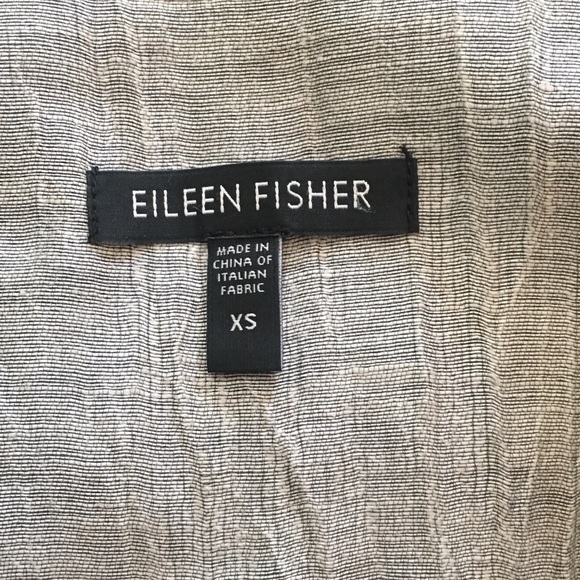 EILEEN FISHER
MADE IN
CHINA OF
ITALIAN
FABRIC
XS